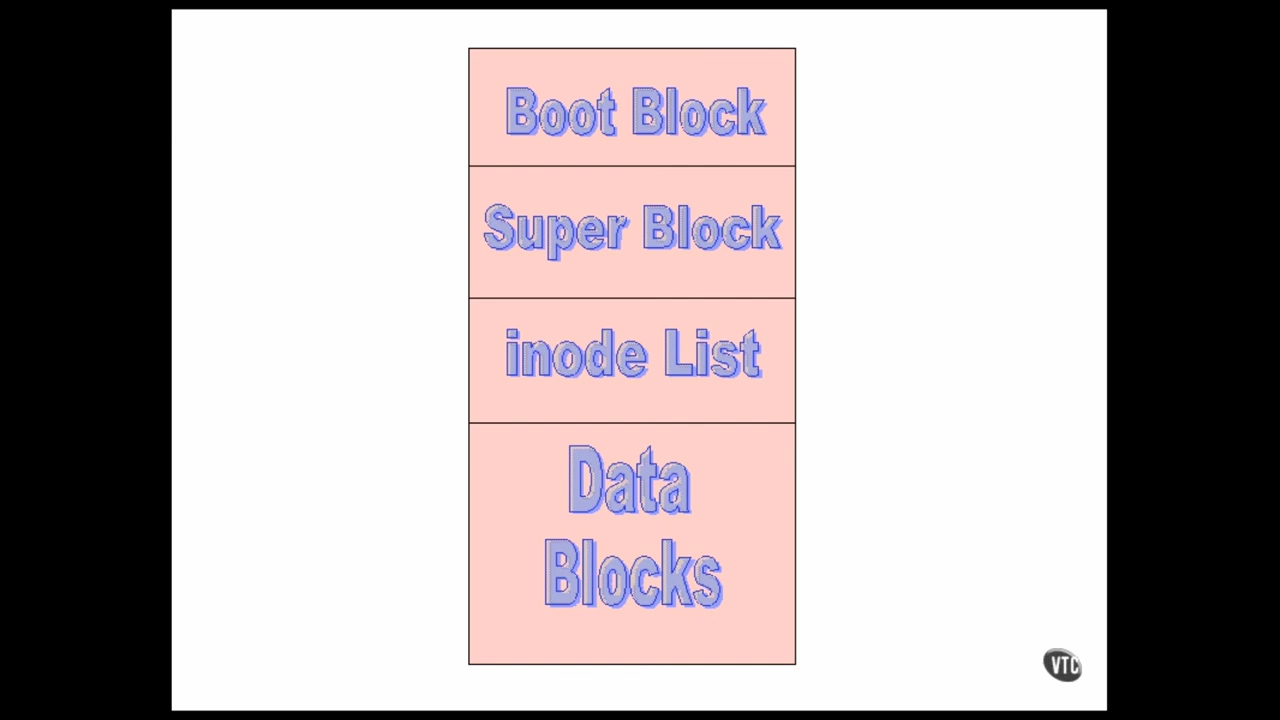 Boot Block
Super Block
inode List
Data
Blocks
VTC